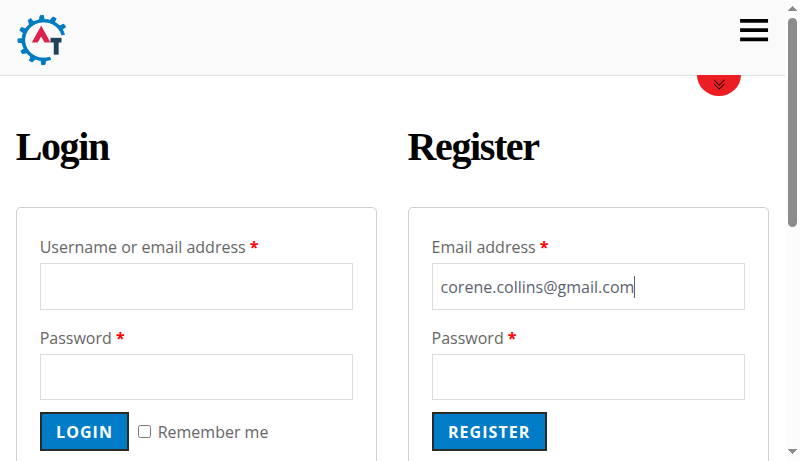 AT
Login
Register
Username or email address *
Password *
LOGIN
Remember me
Email address *
corene.collins@gmail.com
Password *
REGISTER